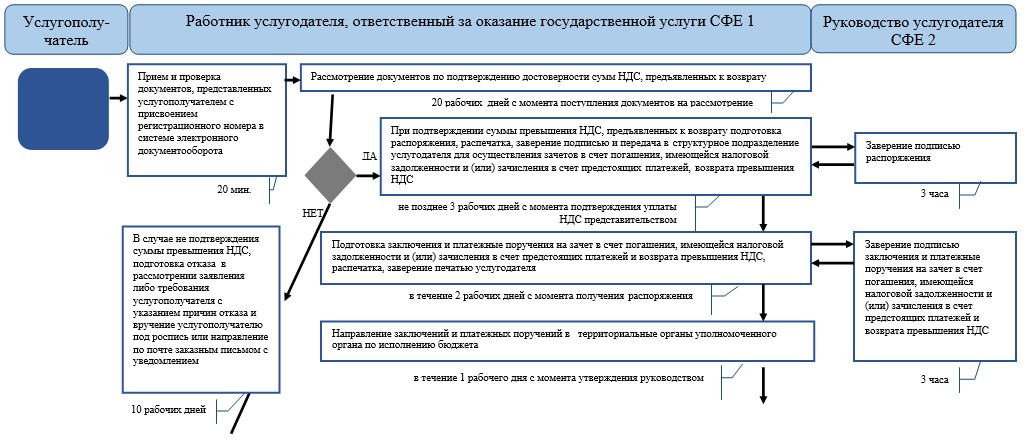 Услугополу-
чатель
Работник услугодателя, ответственный за оказание государственной услуги СФЕ 1
Руководство услугодателя
СФЕ 2
Прием и проверка
документов, представленных
услугополучателем с
присвоением
регистрационного номера в
системе электронного
документооборота
20 мин.
Рассмотрение документов по подтверждению достоверности сумм НДС, предъявленных к возврату
20 рабочих дней с момента поступления документов на рассмотрение
ДА
НЕТ
При подтверждении суммы превышения НДС, предъявленных к возврату подготовка
распоряжения, распечатка, заверение подписью и передача в структурное подразделение
услугодателя для осуществления зачетов в счет погашения, имеющейся налоговой
задолженности и (или) зачисления в счет предстоящих платежей, возврата превышения
НДС
не позднее 3 рабочих дней с момента подтверждения уплаты
НДС представительством
Заверение подписью
распоряжения
3 часа
В случае не подтверждения
суммы превышения НДС,
подготовка отказа в
рассмотрении заявления
либо требования
услугополучателя с
указанием причин отказа и
вручение услугополучателю
под роспись или направление
по почте заказным письмом с
уведомлением
10 рабочих дней
Подготовка заключения и платежные поручения на зачет в счет погашения, имеющейся налоговой
задолженности и (или) зачисления в счет предстоящих платежей и возврата превышения НДС,
распечатка, заверение печатью услугодателя
в течение 2 рабочих дней с момента получения распоряжения
Заверение подписью
заключения и платежные
поручения на зачет в счет
погашения, имеющейся
налоговой задолженности и
(или) зачисления в счет
предстоящих платежей и
возврата превышения НДС
3 часа
Направление заключений и платежных поручений в территориальные органы уполномоченного
органа по исполнению бюджета
в течение 1 рабочего дня с момента утверждения руководством